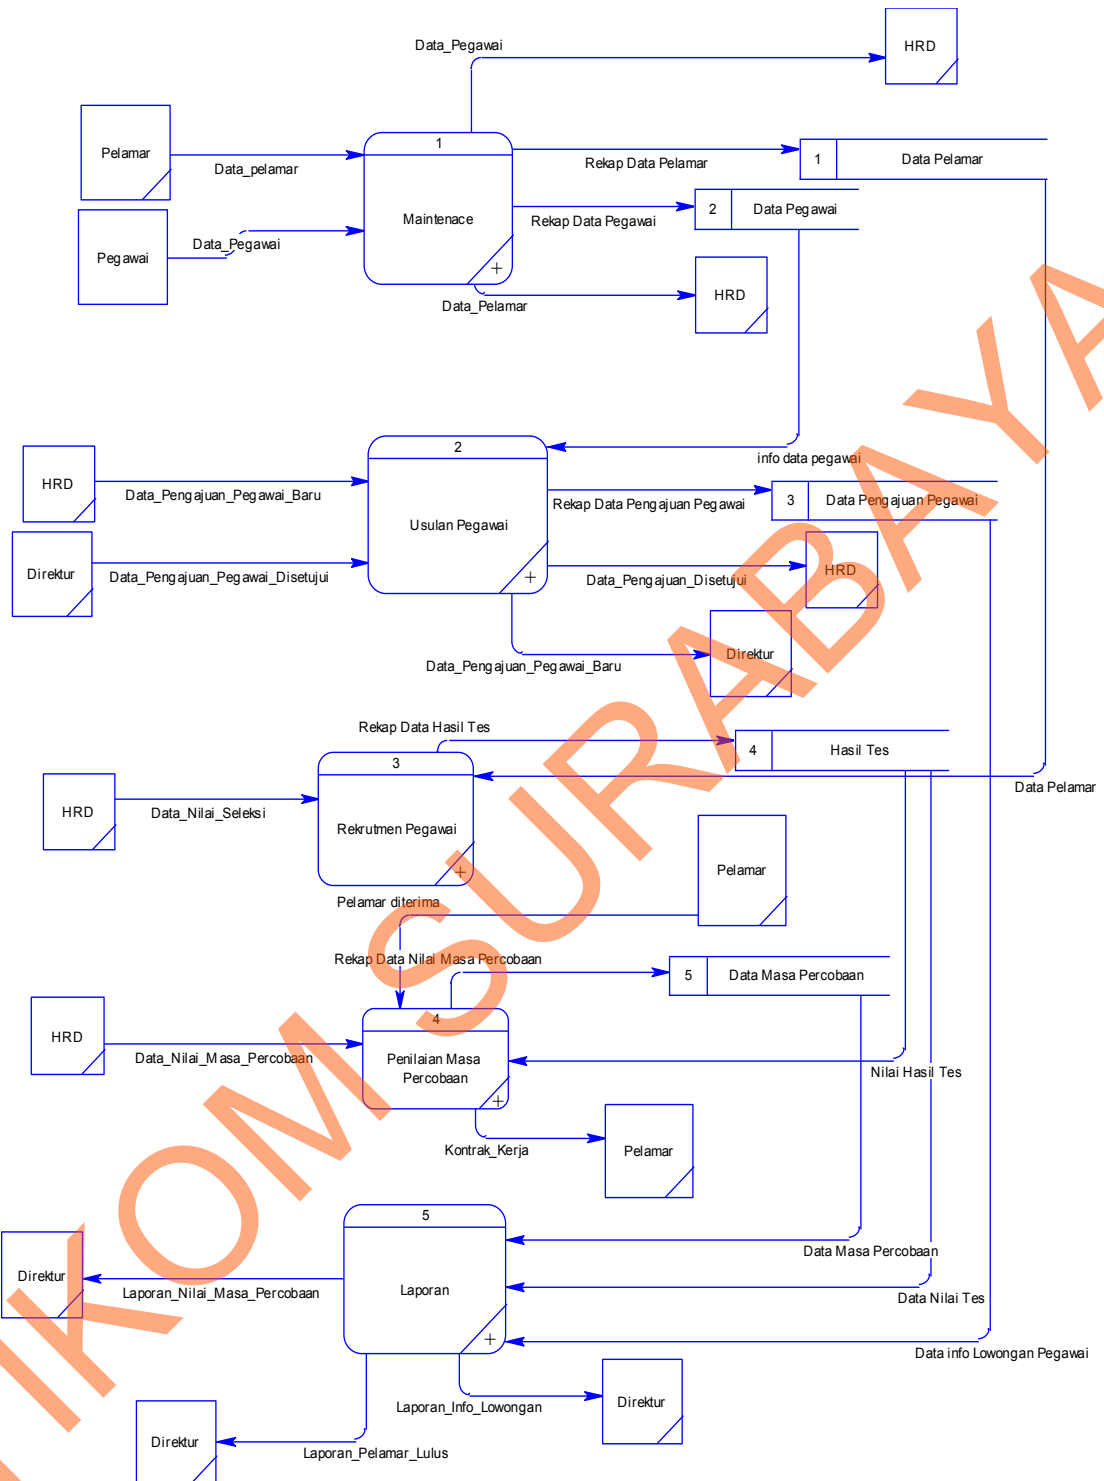 Data_Pegawai
HRD
Pelamar
Data_pelamar
1
Maintenace
Rekap Data Pelamar
1
Data Pelamar
Pegawai
Data_Pegawai
Rekap Data Pegawai
2
Data Pegawai
Data_Pelamar
HRD
info data pegawai
HRD
Data_Pengajuan_Pegawai_Baru
2
Usulan Pegawai
Rekap Data Pengajuan Pegawai
3
Data Pengajuan Pegawai
Direktur
Data_Pengajuan_Pegawai_Disetujui
Data_Pengajuan_Disetujui
HRD
Data_Pengajuan_Pegawai_Baru
Direktur
Rekap Data Hasil Tes
4
Hasil Tes
HRD
Data_Nilai_Seleksi
3
Rekrutmen Pegawai
Data Pelamar
Pelamar
Pelamar diterima
Rekap Data Nilai Masa Percobaan
5
Data Masa Percobaan
HRD
Data_Nilai_Masa_Percobaan
4
Penilaian Masa
Percobaan
Nilai Hasil Tes
Kontrak_Kerja
Pelamar
5
Laporan
Data Masa Percobaan
Direktur
Laporan_Nilai_Masa_Percobaan
Data Nilai Tes
Data info Lowongan Pegawai
Laporan_Info_Lowongan
Direktur
Direktur
Laporan_Pelamar_Lulus
IKOM SURABAYA